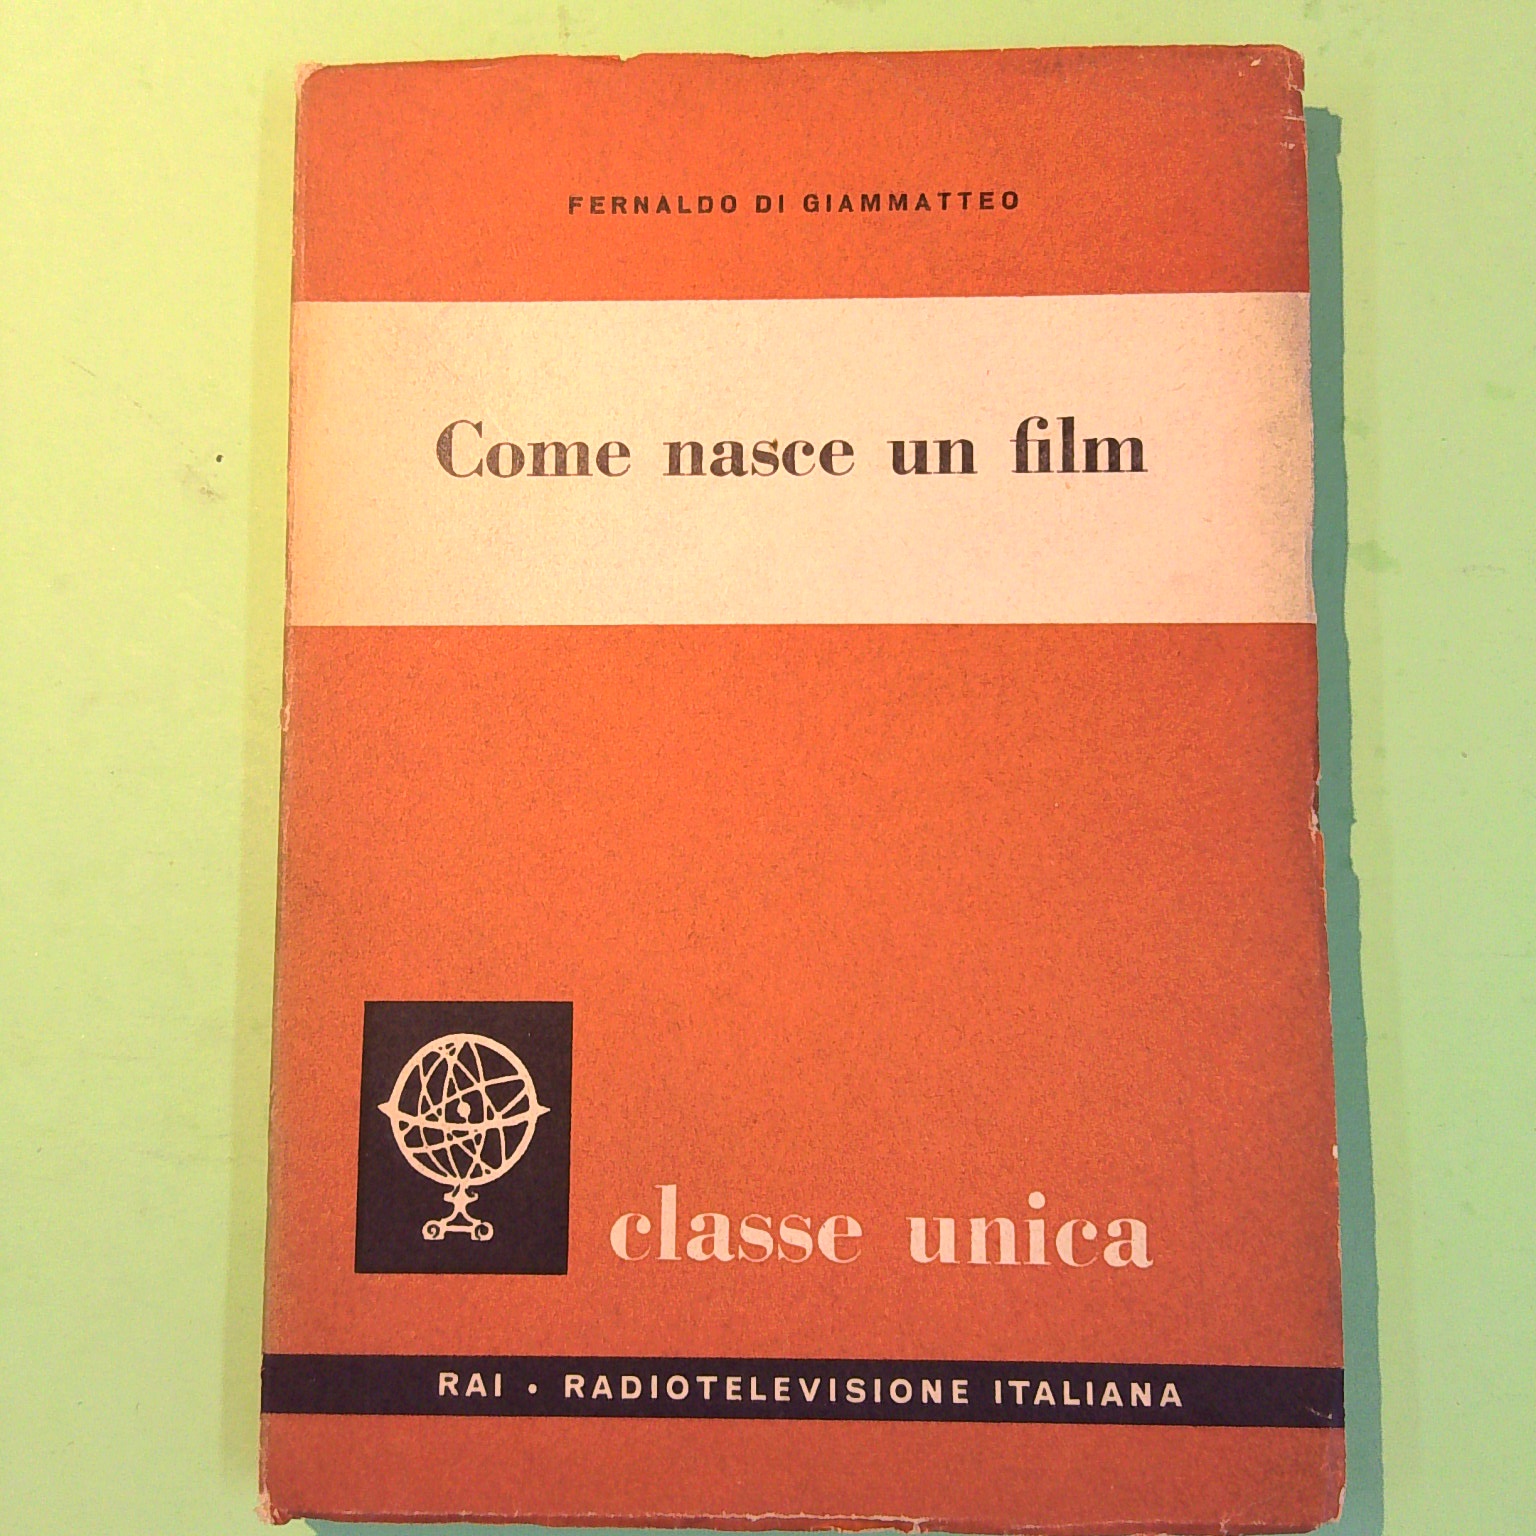 FERNALDO DI GIAMMATTEO
Come nasce un film
classe unica
RAI • RADIOTELEVISIONE ITALIANA